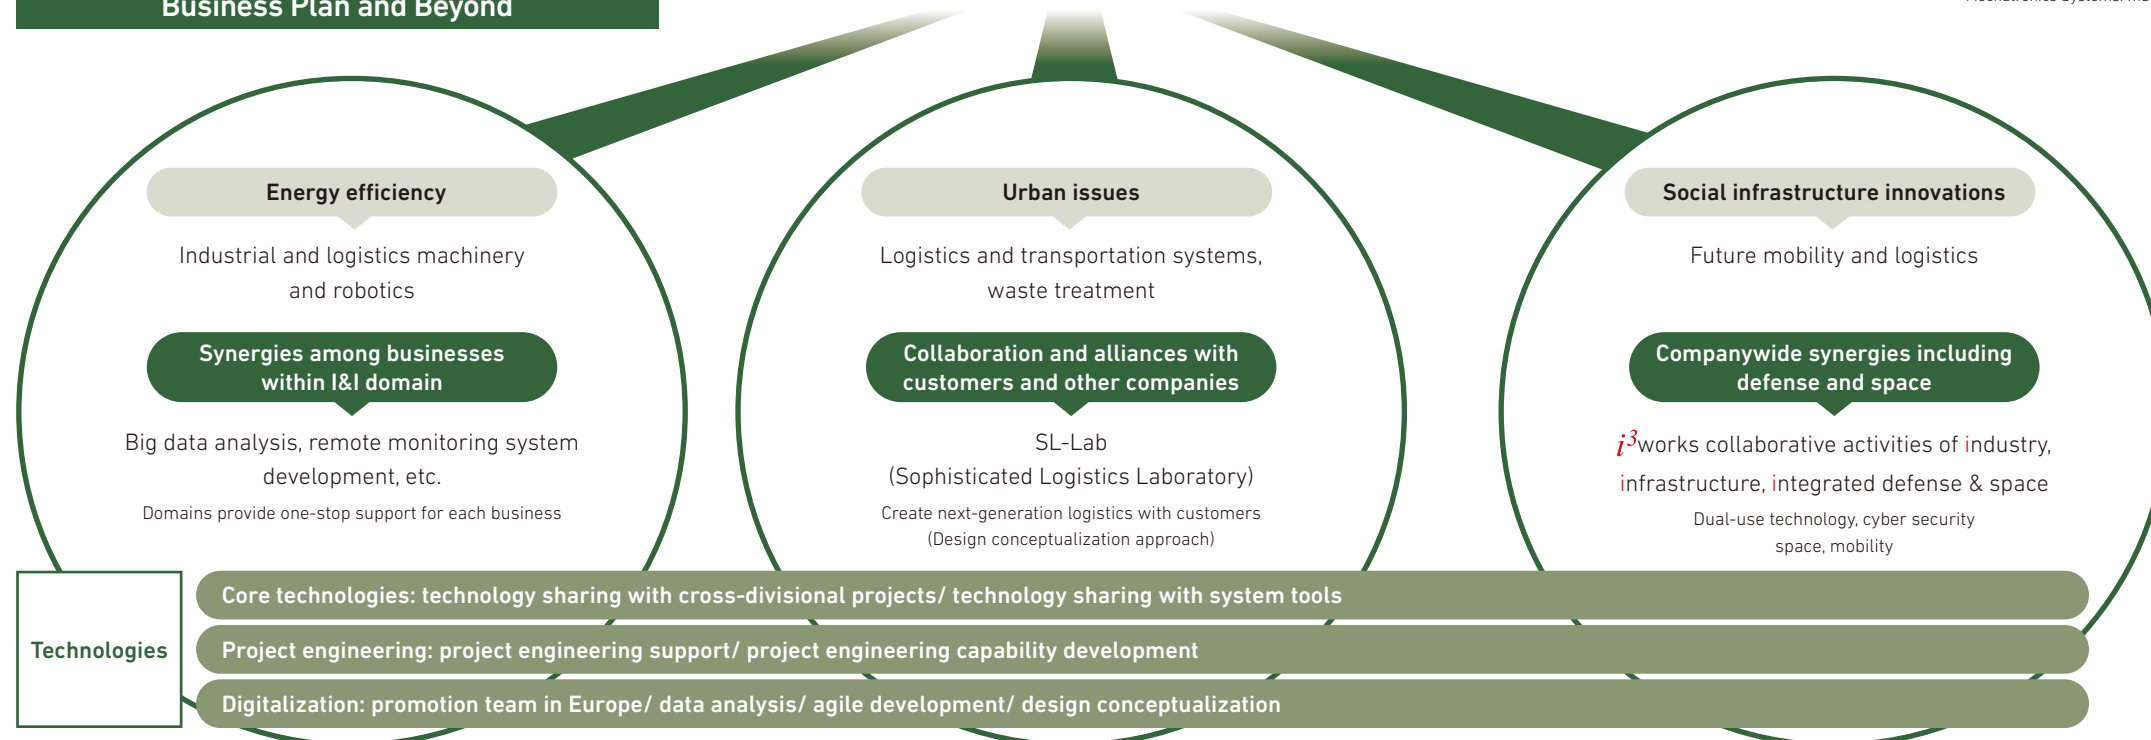 Business Plan and Beyond
Energy efficiency
Industrial and logistics machinery
and robotics
Synergies among businesses
within I&I domain
Big data analysis, remote monitoring system
development, etc.
Domains provide one-stop support for each business
Urban issues
Logistics and transportation systems,
waste treatment
Collaboration and alliances with
customers and other companies
SL-Lab
(Sophisticated Logistics Laboratory)
Create next-generation logistics with customers
(Design conceptualization approach)
Social infrastructure innovations
Future mobility and logistics
Companywide synergies including
defense and space
i³works collaborative activities of industry,
infrastructure, integrated defense & space
Dual-use technology, cyber security
space, mobility
Technologies
Core technologies: technology sharing with cross-divisional projects/ technology sharing with system tools
Project engineering: project engineering support/ project engineering capability development
Digitalization: promotion team in Europe/ data analysis/ agile development/ design conceptualization